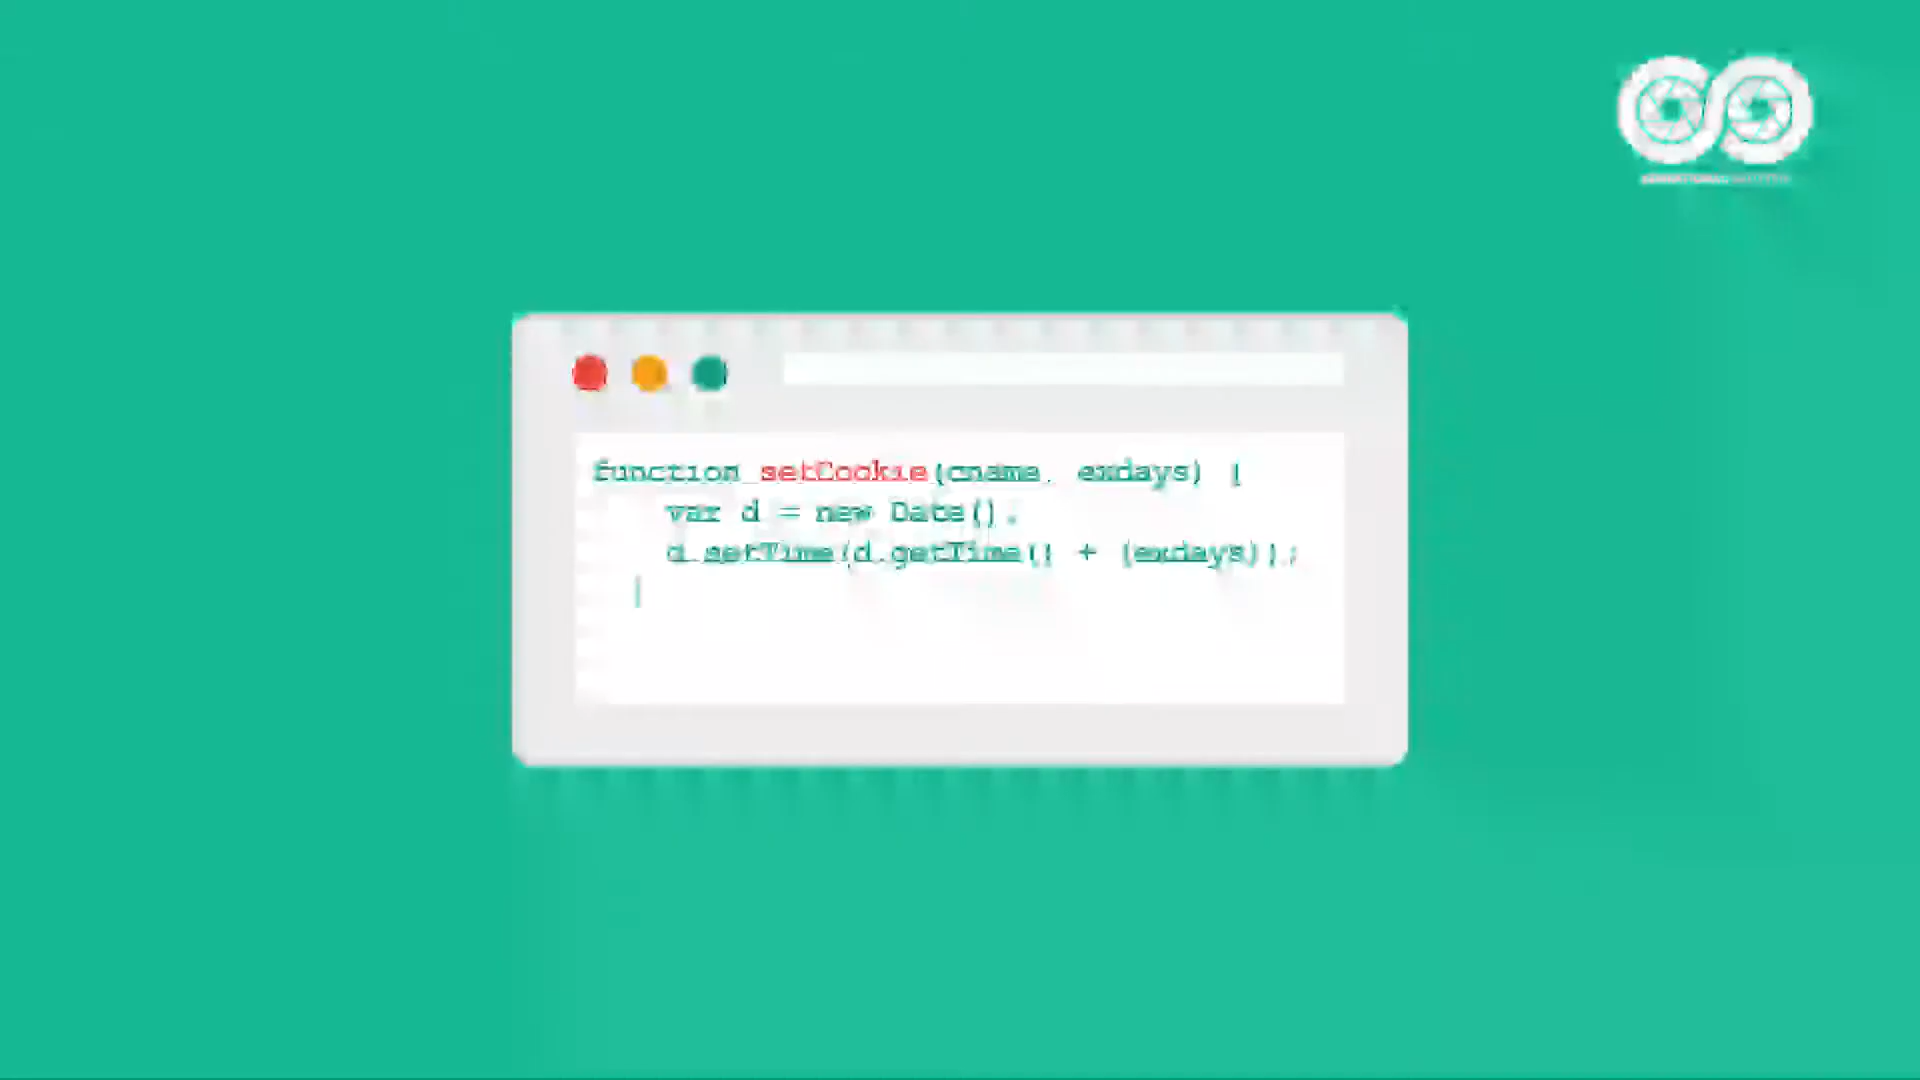 function setCookie(cname, exdays) {
var d = new Date();
d.setTime(d.getTime() + (exdays));
}